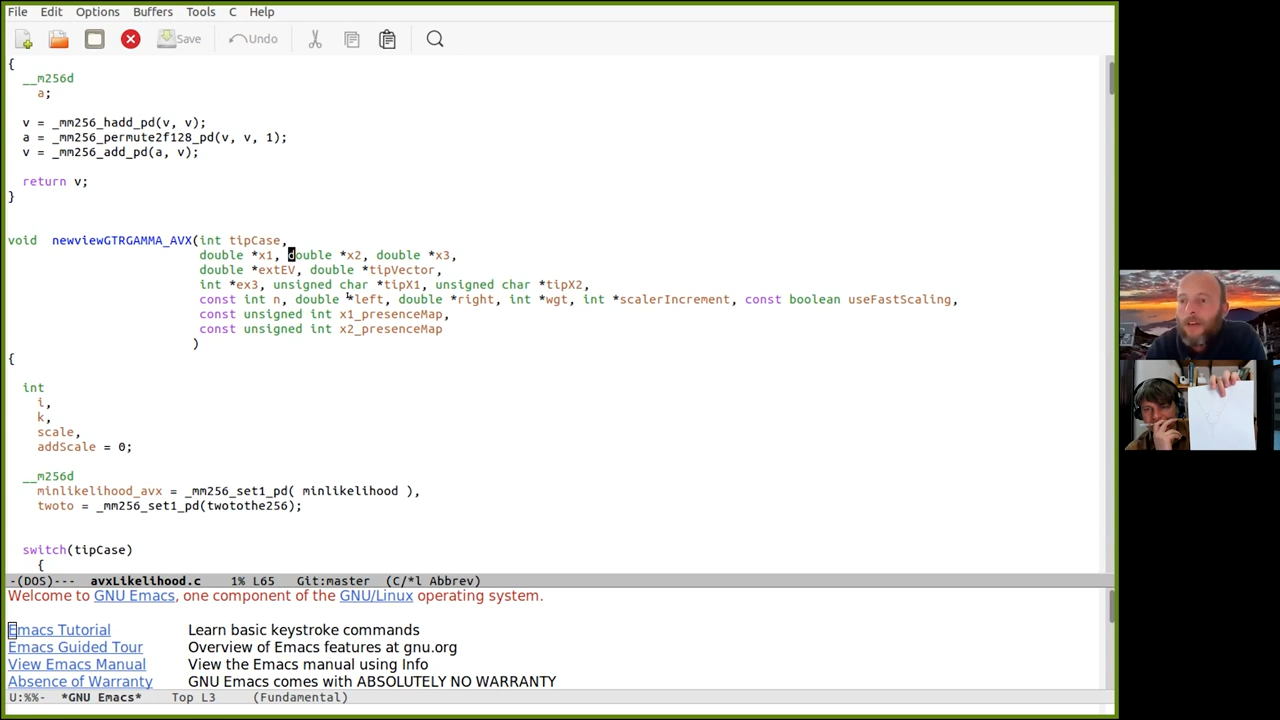 File Edit Options Buffers Tools C Help
Save Undo
{
__m256d
a;
v = _mm256_hadd_pd(v, v);
a = _mm256_permute2f128_pd(v, v, 1);
v = _mm256_add_pd(a, v);
return v;
}
void newviewGTRGAMMA_AVX(int tipCase,
double *x1, double *x2, double *x3,
double *extEV, double *tipVector,
int *ex3, unsigned char *tipX1, unsigned char *tipX2,
const int n, double *left, double *right, int *wgt, int *scalerIncrement, const boolean useFastScaling,
const unsigned int x1_presenceMap,
const unsigned int x2_presenceMap
)
{
int
i,
k,
scale,
addScale = 0;
__m256d
minlikelihood_avx = _mm256_set1_pd( minlikelihood ),
twoto = _mm256_set1_pd(twotothe256);
switch(tipCase)
{
-(DOS)--- avxLikelihood.c 1% L65 Git:master (C/*l Abbrev)
Welcome to GNU Emacs, one component of the GNU/Linux operating system.
Emacs Tutorial Learn basic keystroke commands
Emacs Guided Tour Overview of Emacs features at gnu.org
View Emacs Manual View the Emacs manual using Info
Absence of Warranty GNU Emacs comes with ABSOLUTELY NO WARRANTY
U:%%- *GNU Emacs* Top L3 (Fundamental)